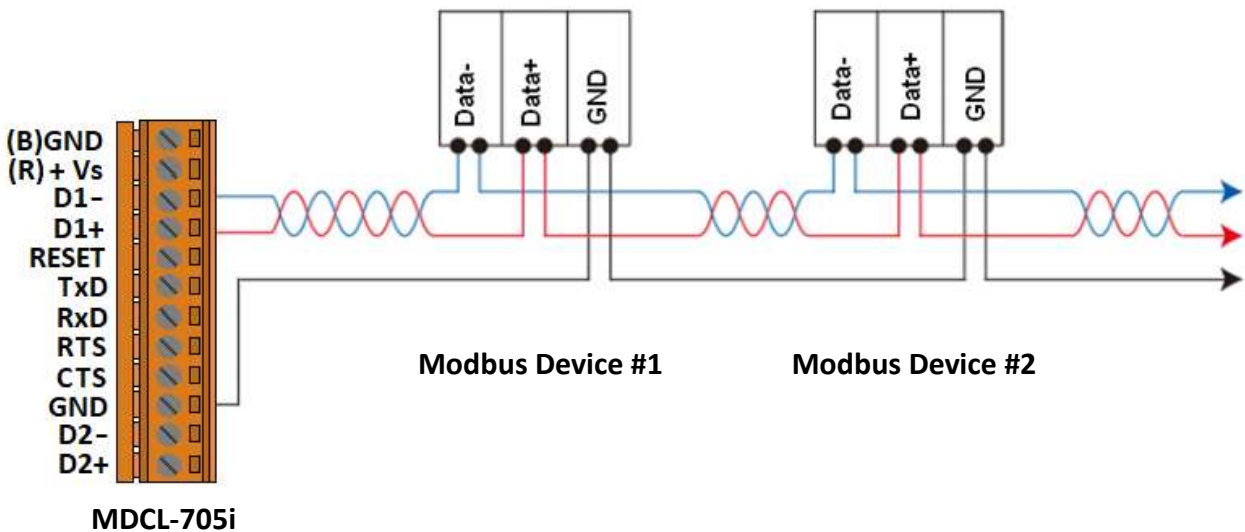 (B)GND
(R) + Vs
D1-
D1+
RESET
TxD
RxD
RTS
CTS
GND
D2-
D2+
MDCL-705i
Data-
Data+
GND
Modbus Device #1
Data-
Data+
GND
Modbus Device #2